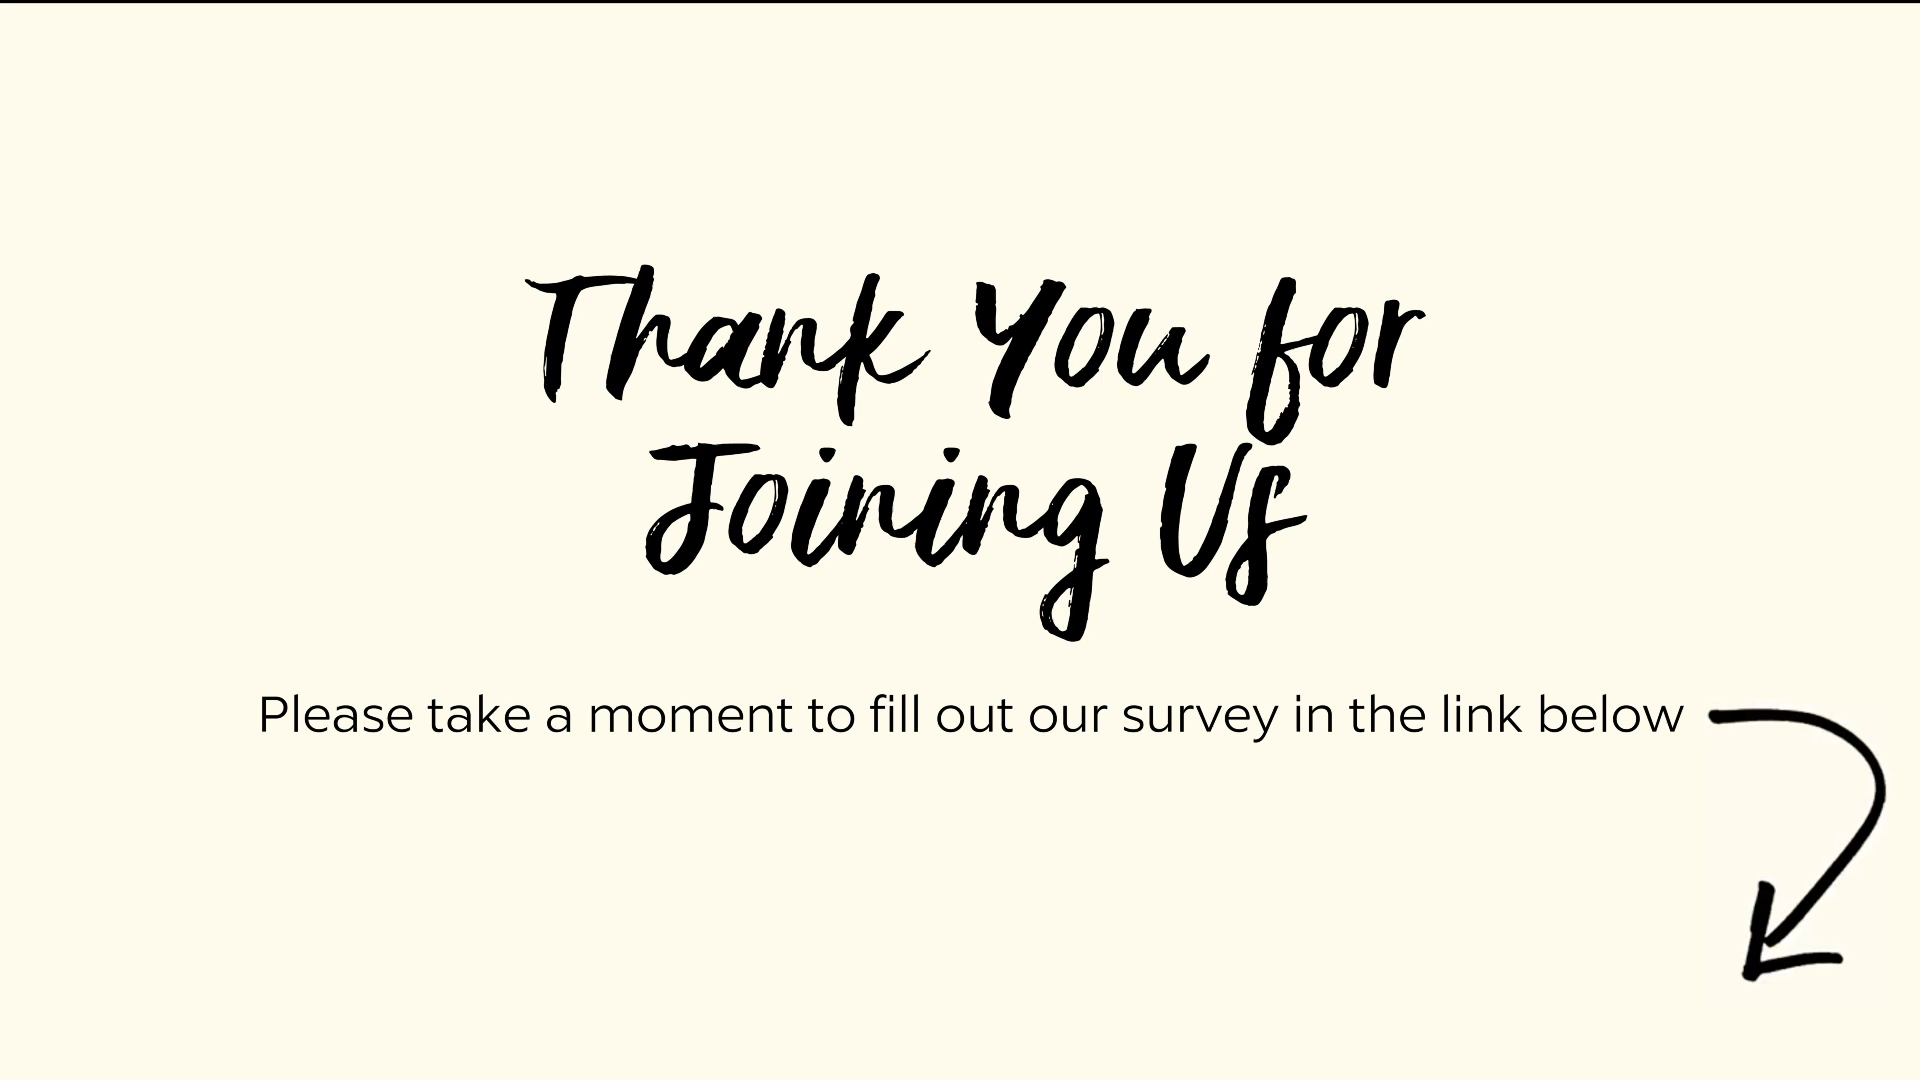 Thank You for
Joining Us
Please take a moment to fill out our survey in the link below